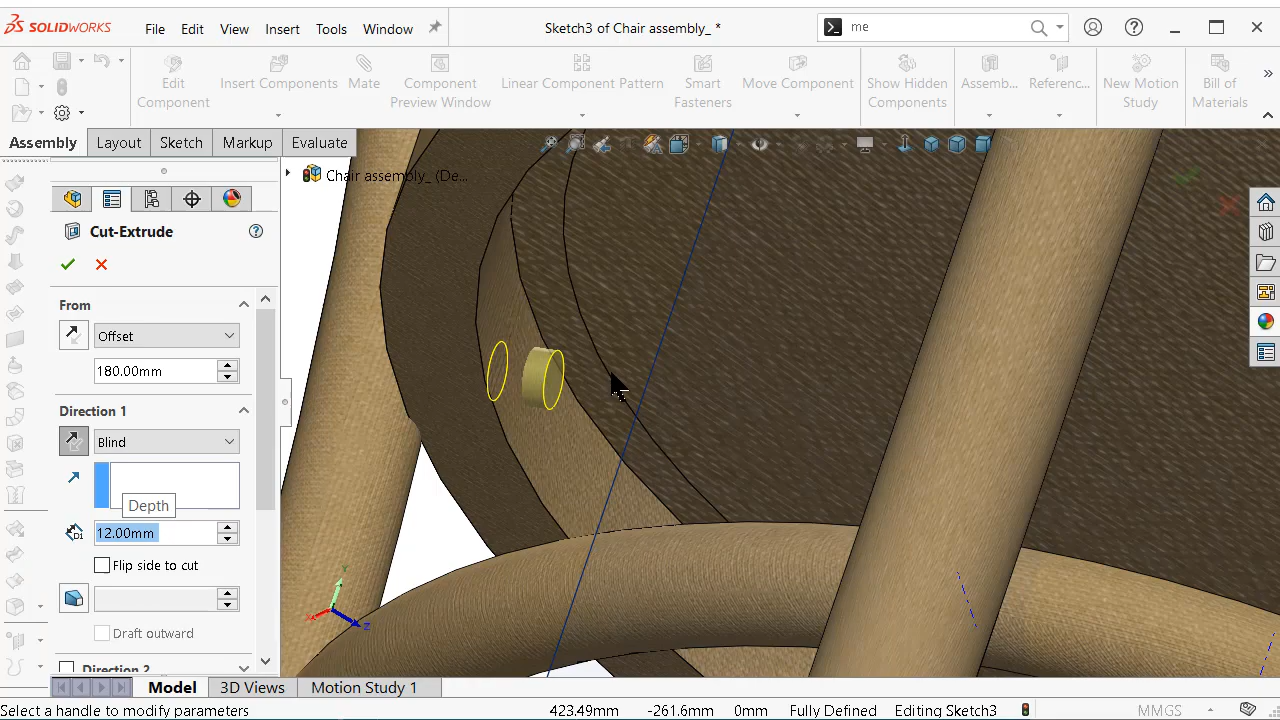 SOLIDWORKS
File
Edit
View
Insert
Tools
Window
Sketch3 of Chair assembly_ *
me
Edit
Component
Insert Components
Mate
Component
Preview Window
Linear Component Pattern
Smart
Fasteners
Move Component
Show Hidden
Components
Assemb...
Referenc...
New Motion
Study
Bill of
Materials
Assembly
Layout
Sketch
Markup
Evaluate
Chair assembly_ (De...
Cut-Extrude
From
Offset
180.00mm
Direction 1
Blind
Depth
12.00mm
Flip side to cut
Draft outward
Direction 2
Y
X
Z
Model
3D Views
Motion Study 1
Select a handle to modify parameters
423.49mm
-261.6mm
0mm
Fully Defined
Editing Sketch3
MMGS